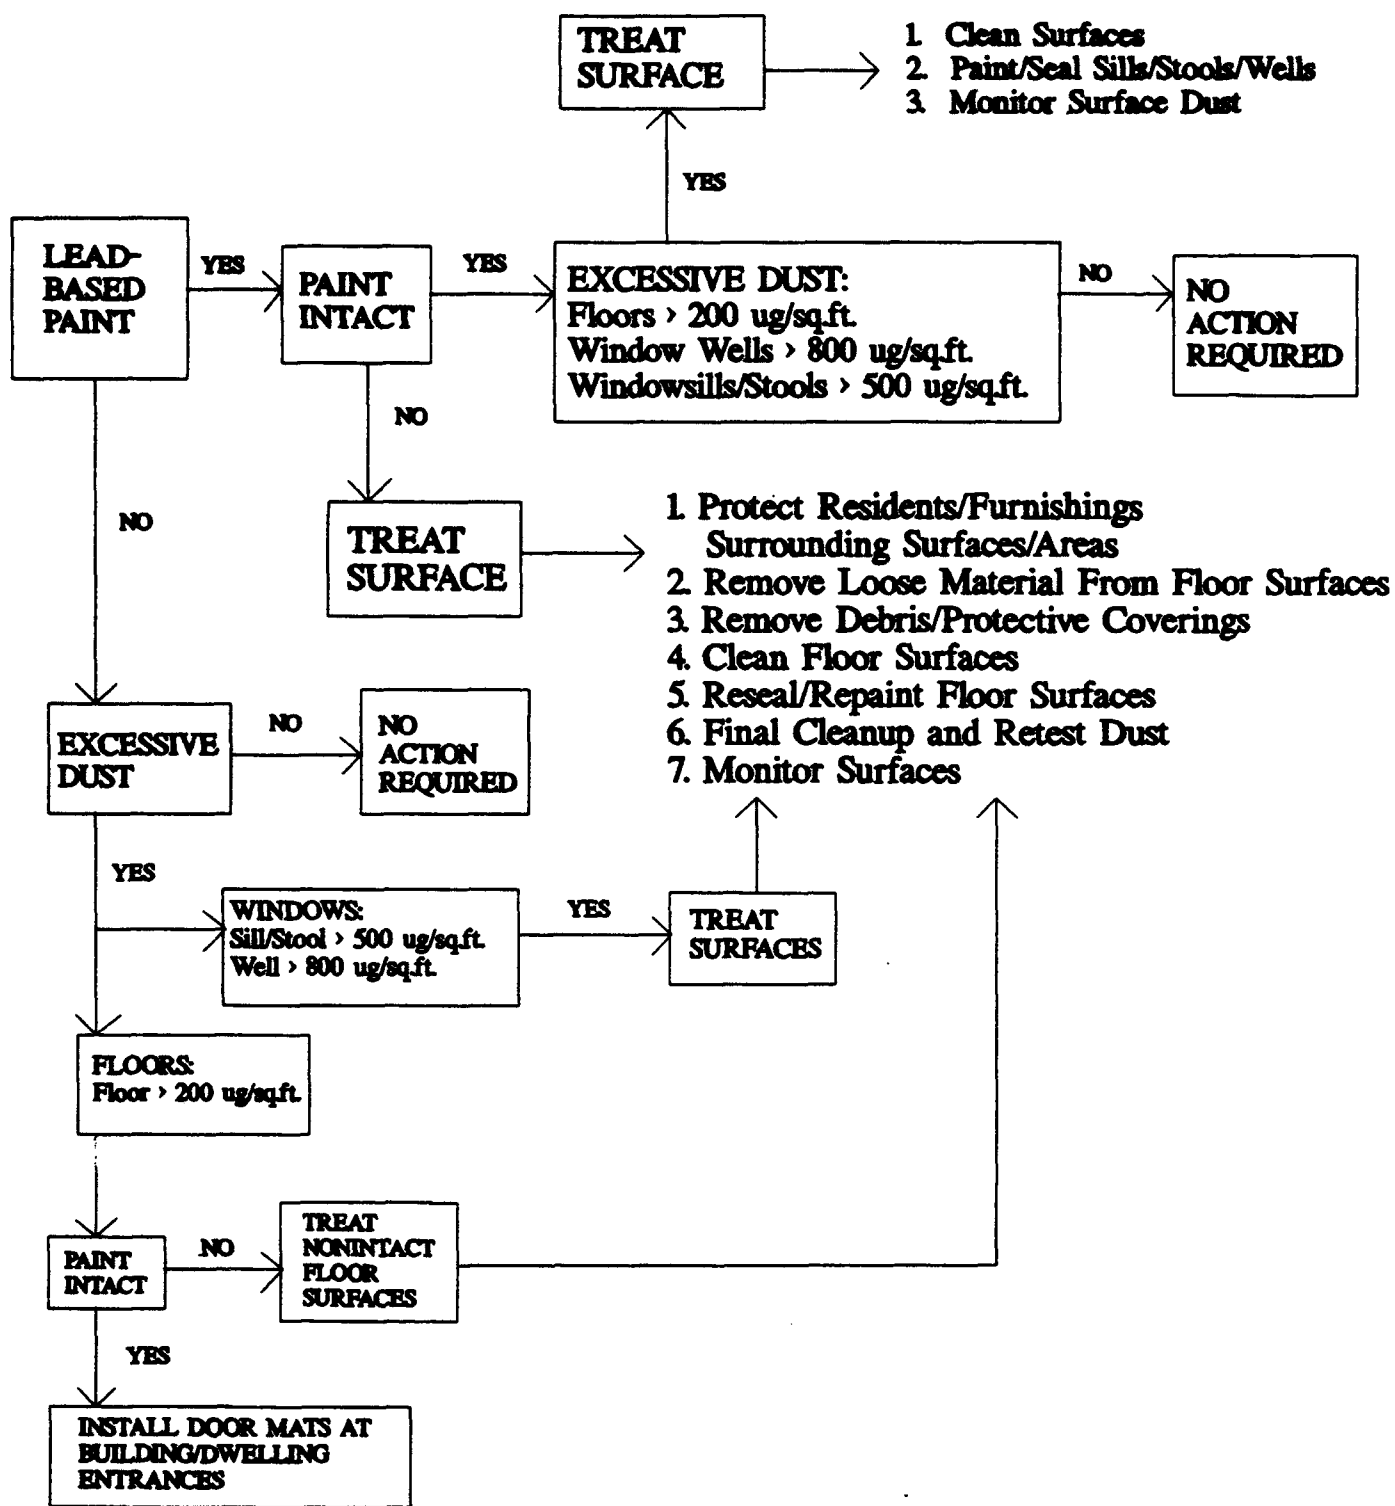 TREAT
SURFACE
1. Clean Surfaces
2. Paint/Seal Sills/Stools/Wells
3. Monitor Surface Dust
YES
LEAD-
BASED
PAINT
YES
PAINT
INTACT
YES
EXCESSIVE DUST:
Floors > 200 ug/sq.ft.
Window Wells > 800 ug/sq.ft.
Windowsills/Stools > 500 ug/sq.ft.
NO
NO
ACTION
REQUIRED
NO
NO
TREAT
SURFACE
1. Protect Residents/Furnishings
Surrounding Surfaces/Areas
2. Remove Loose Material From Floor Surfaces
3. Remove Debris/Protective Coverings
4. Clean Floor Surfaces
5. Reseal/Repaint Floor Surfaces
6. Final Cleanup and Retest Dust
7. Monitor Surfaces
EXCESSIVE
DUST
NO
NO
ACTION
REQUIRED
YES
WINDOWS:
Sill/Stool > 500 ug/sq.ft.
Well > 800 ug/sq.ft.
YES
TREAT
SURFACES
FLOORS:
Floor > 200 ug/sq.ft.
PAINT
INTACT
NO
TREAT
NONINTACT
FLOOR
SURFACES
YES
INSTALL DOOR MATS AT
BUILDING/DWELLING
ENTRANCES